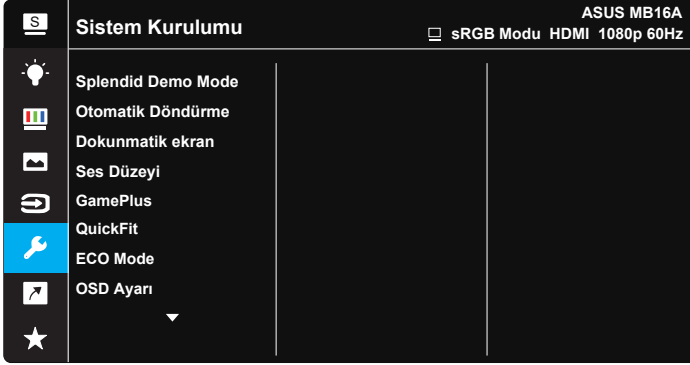 S
Sistem Kurulumu
ASUS MB16A
sRGB Modu HDMI 1080p 60Hz
Splendid Demo Mode
Otomatik Döndürme
Dokunmatik ekran
Ses Düzeyi
GamePlus
QuickFit
ECO Mode
OSD Ayarı